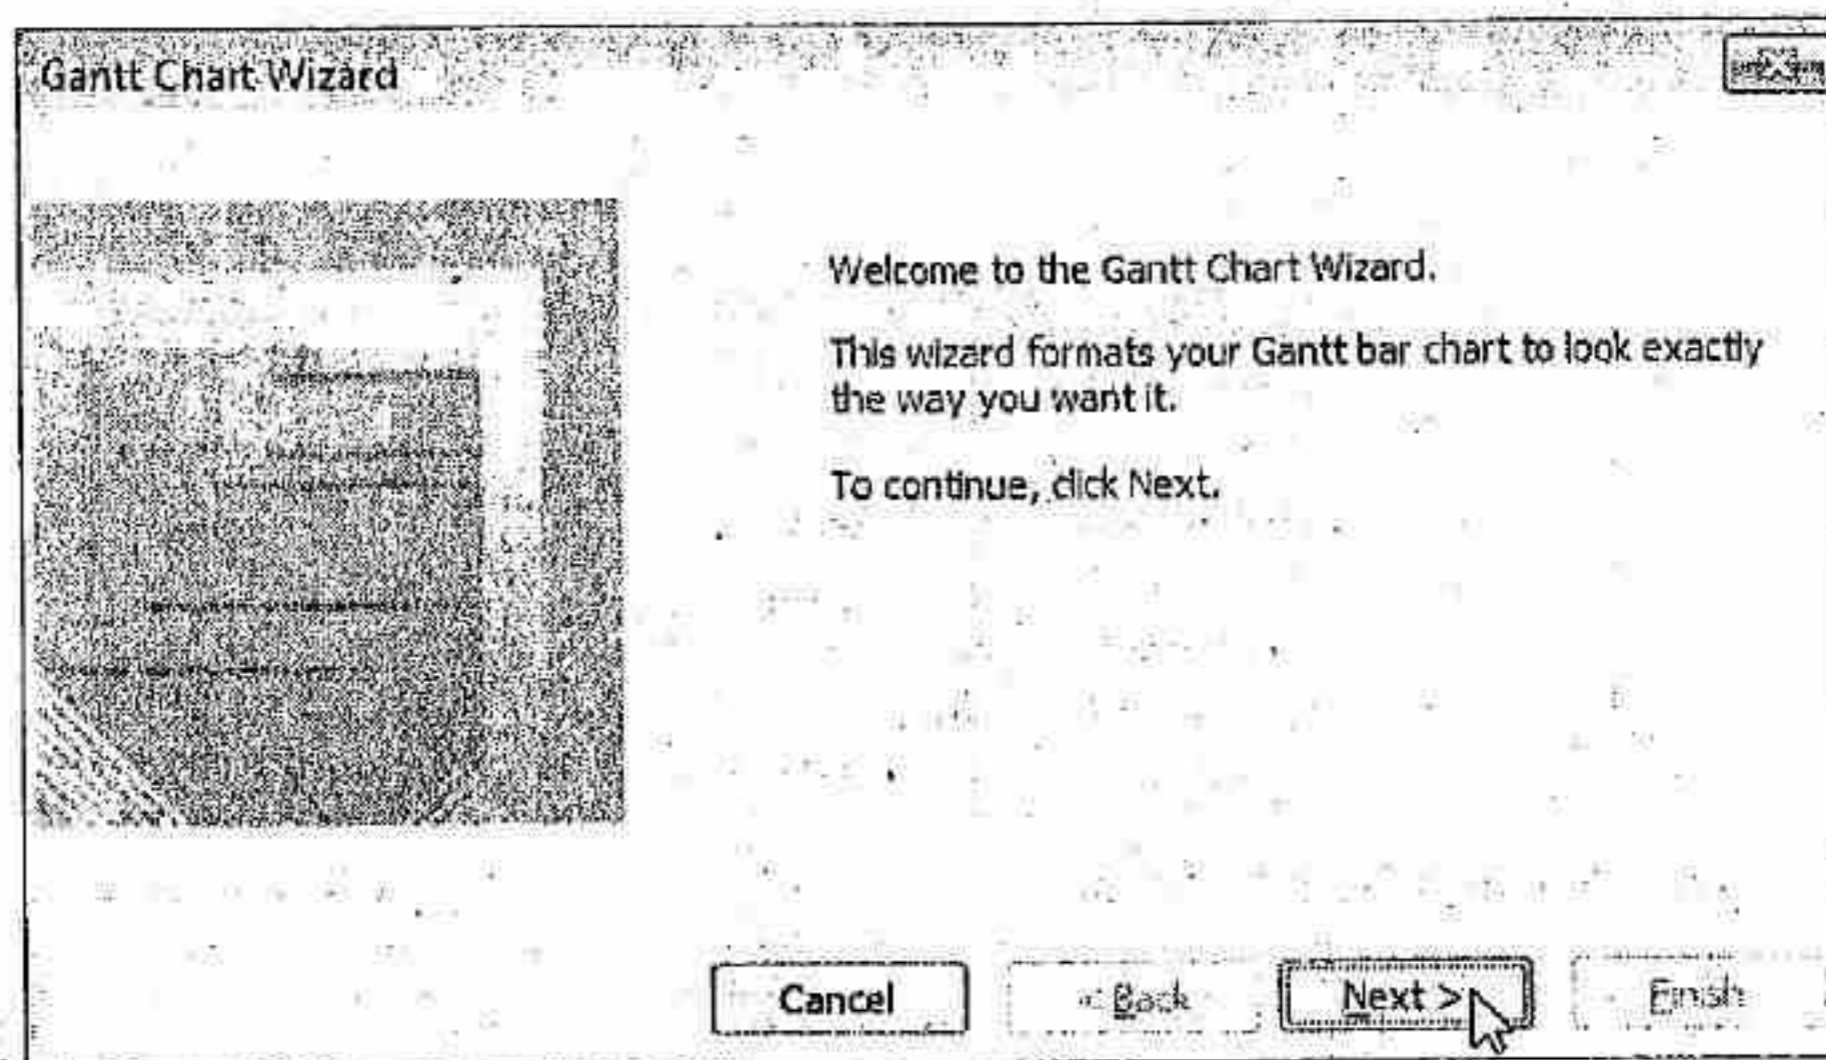 Gantt Chart Wizard
Welcome to the Gantt Chart Wizard.
This wizard formats your Gantt bar chart to look exactly
the way you want it.
To continue, click Next.
Cancel
< Back
Next >
Finish